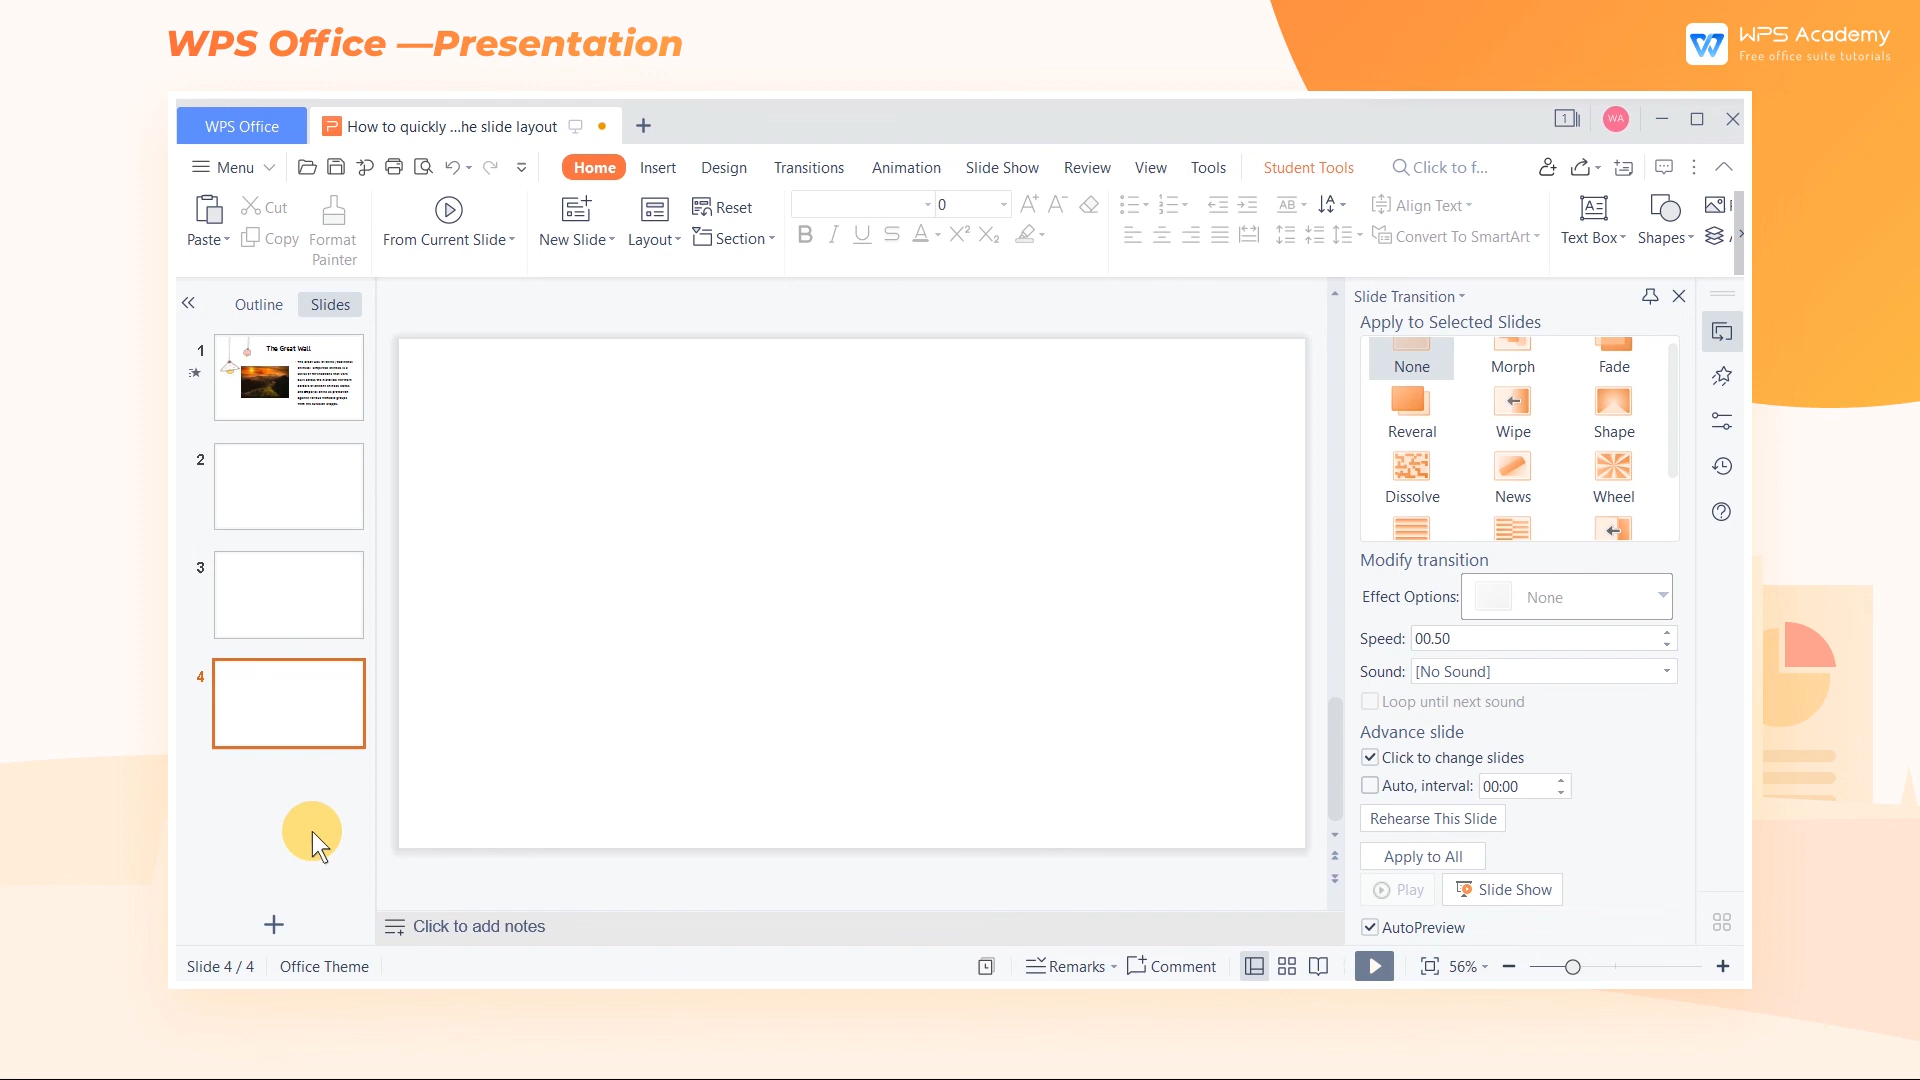 WPS Office —Presentation
WPS Academy
Free office suite tutorials
WPS Office
How to quickly ...he slide layout
1
WA
Menu
Home
Insert
Design
Transitions
Animation
Slide Show
Review
View
Tools
Student Tools
Click to f...
Paste
Cut
Copy
Format
Painter
From Current Slide
New Slide
Layout
Reset
Section
0
Align Text
Convert To SmartArt
Text Box
Shapes
Outline
Slides
1
The Great Wall
2
3
4
Slide Transition
Apply to Selected Slides
None
Morph
Fade
Reveral
Wipe
Shape
Dissolve
News
Wheel
Modify transition
Effect Options:
None
Speed:
00.50
Sound:
[No Sound]
Loop until next sound
Advance slide
Click to change slides
Auto, interval:
00:00
Rehearse This Slide
Apply to All
Play
Slide Show
AutoPreview
Click to add notes
Slide 4 / 4
Office Theme
Remarks
Comment
56%